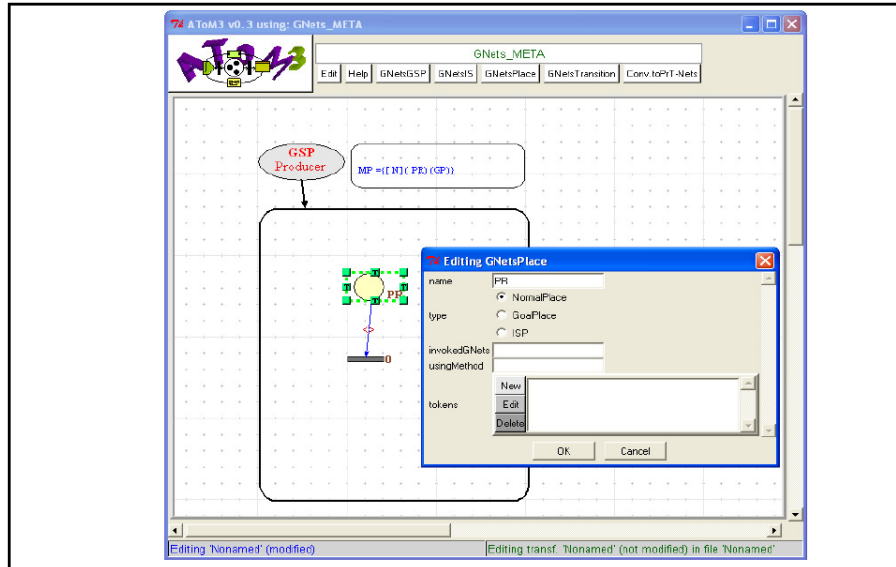 AToM3 v0.3 using: GNets_META
AToM3
GNets_META
Edit Help GNetsGSP GNetsIS GNetsPlace GNetsTransition Conv.toPrT-Nets
GSP
Producer
MP ={[ N] ( PR) (GP)}
PR
0
Editing GNetsPlace
name PR
type
NormalPlace
GoalPlace
ISP
invokedGNets
usingMethod
tokens
New
Edit
Delete
OK Cancel
Editing 'Nonamed' (modified) Editing transf. 'Nonamed' (not modified) in file 'Nonamed'